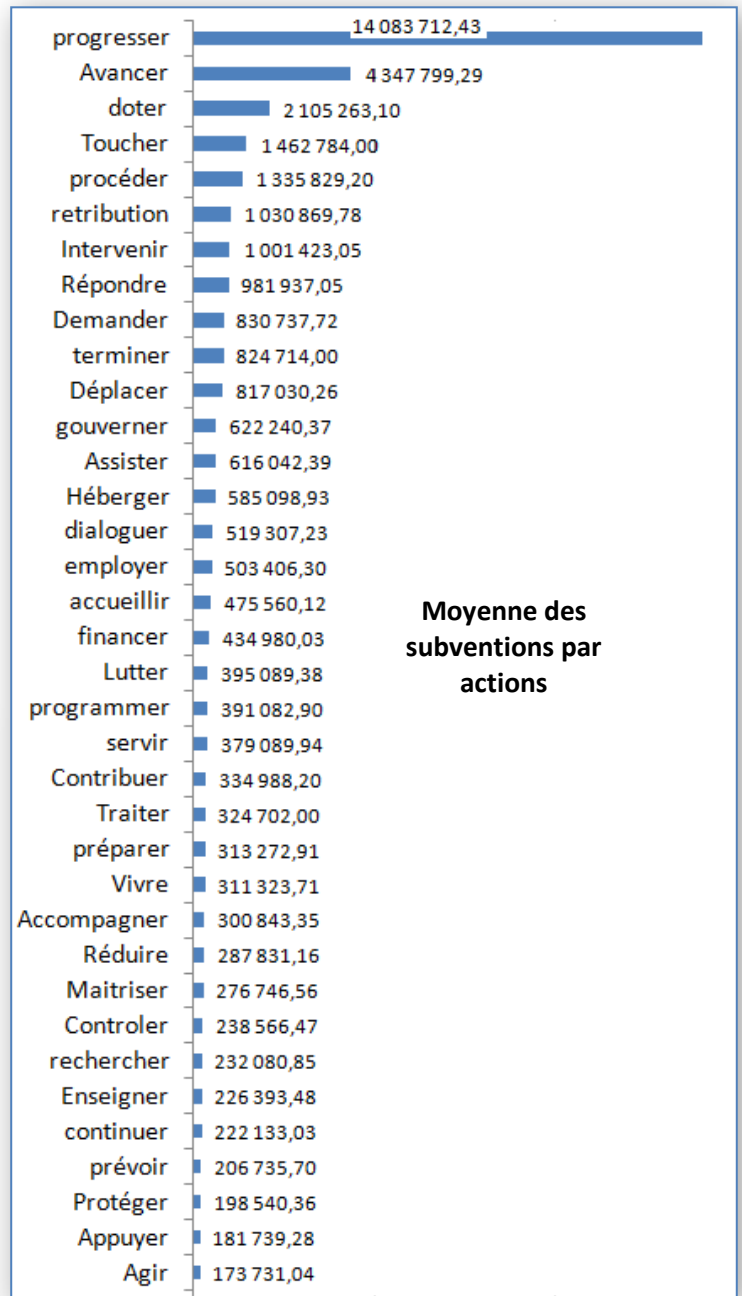 progresser 14 083 712,43
Avancer 4 347 799,29
doter 2 105 263,10
Toucher 1 462 784,00
procéder 1 335 829,20
retribution 1 030 869,78
Intervenir 1 001 423,05
Répondre 981 937,05
Demander 830 737,72
terminer 824 714,00
Déplacer 817 030,26
gouverner 622 240,37
Assister 616 042,39
Héberger 585 098,93
dialoguer 519 307,23
employer 503 406,30
accueillir 475 560,12
financer 434 980,03
Lutter 395 089,38
programmer 391 082,90
servir 379 089,94
Contribuer 334 988,20
Traiter 324 702,00
préparer 313 272,91
Vivre 311 323,71
Accompagner 300 843,35
Réduire 287 831,16
Maitriser 276 746,56
Controler 238 566,47
rechercher 232 080,85
Enseigner 226 393,48
continuer 222 133,03
prévoir 206 735,70
Protéger 198 540,36
Appuyer 181 739,28
Agir 173 731,04
Moyenne des
subventions par
actions